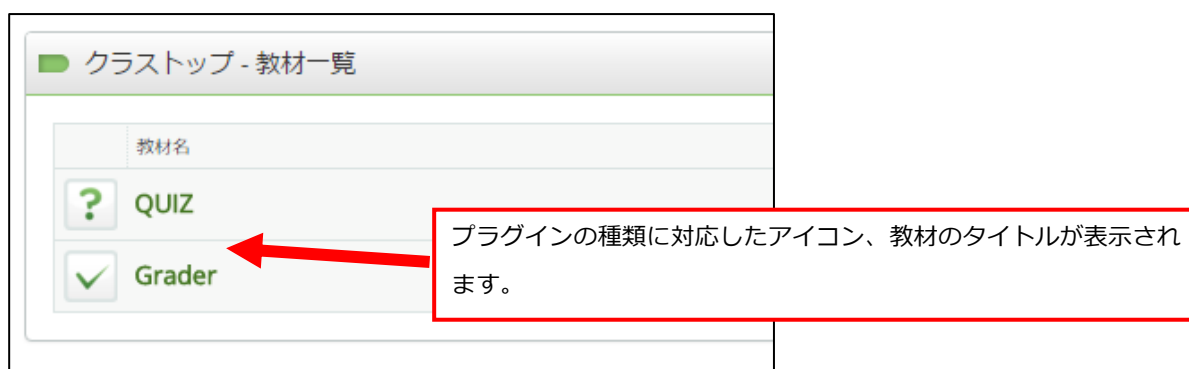 クラストップ - 教材一覧
教材名
QUIZ
Grader
プラグインの種類に対応したアイコン、教材のタイトルが表示され
ます。